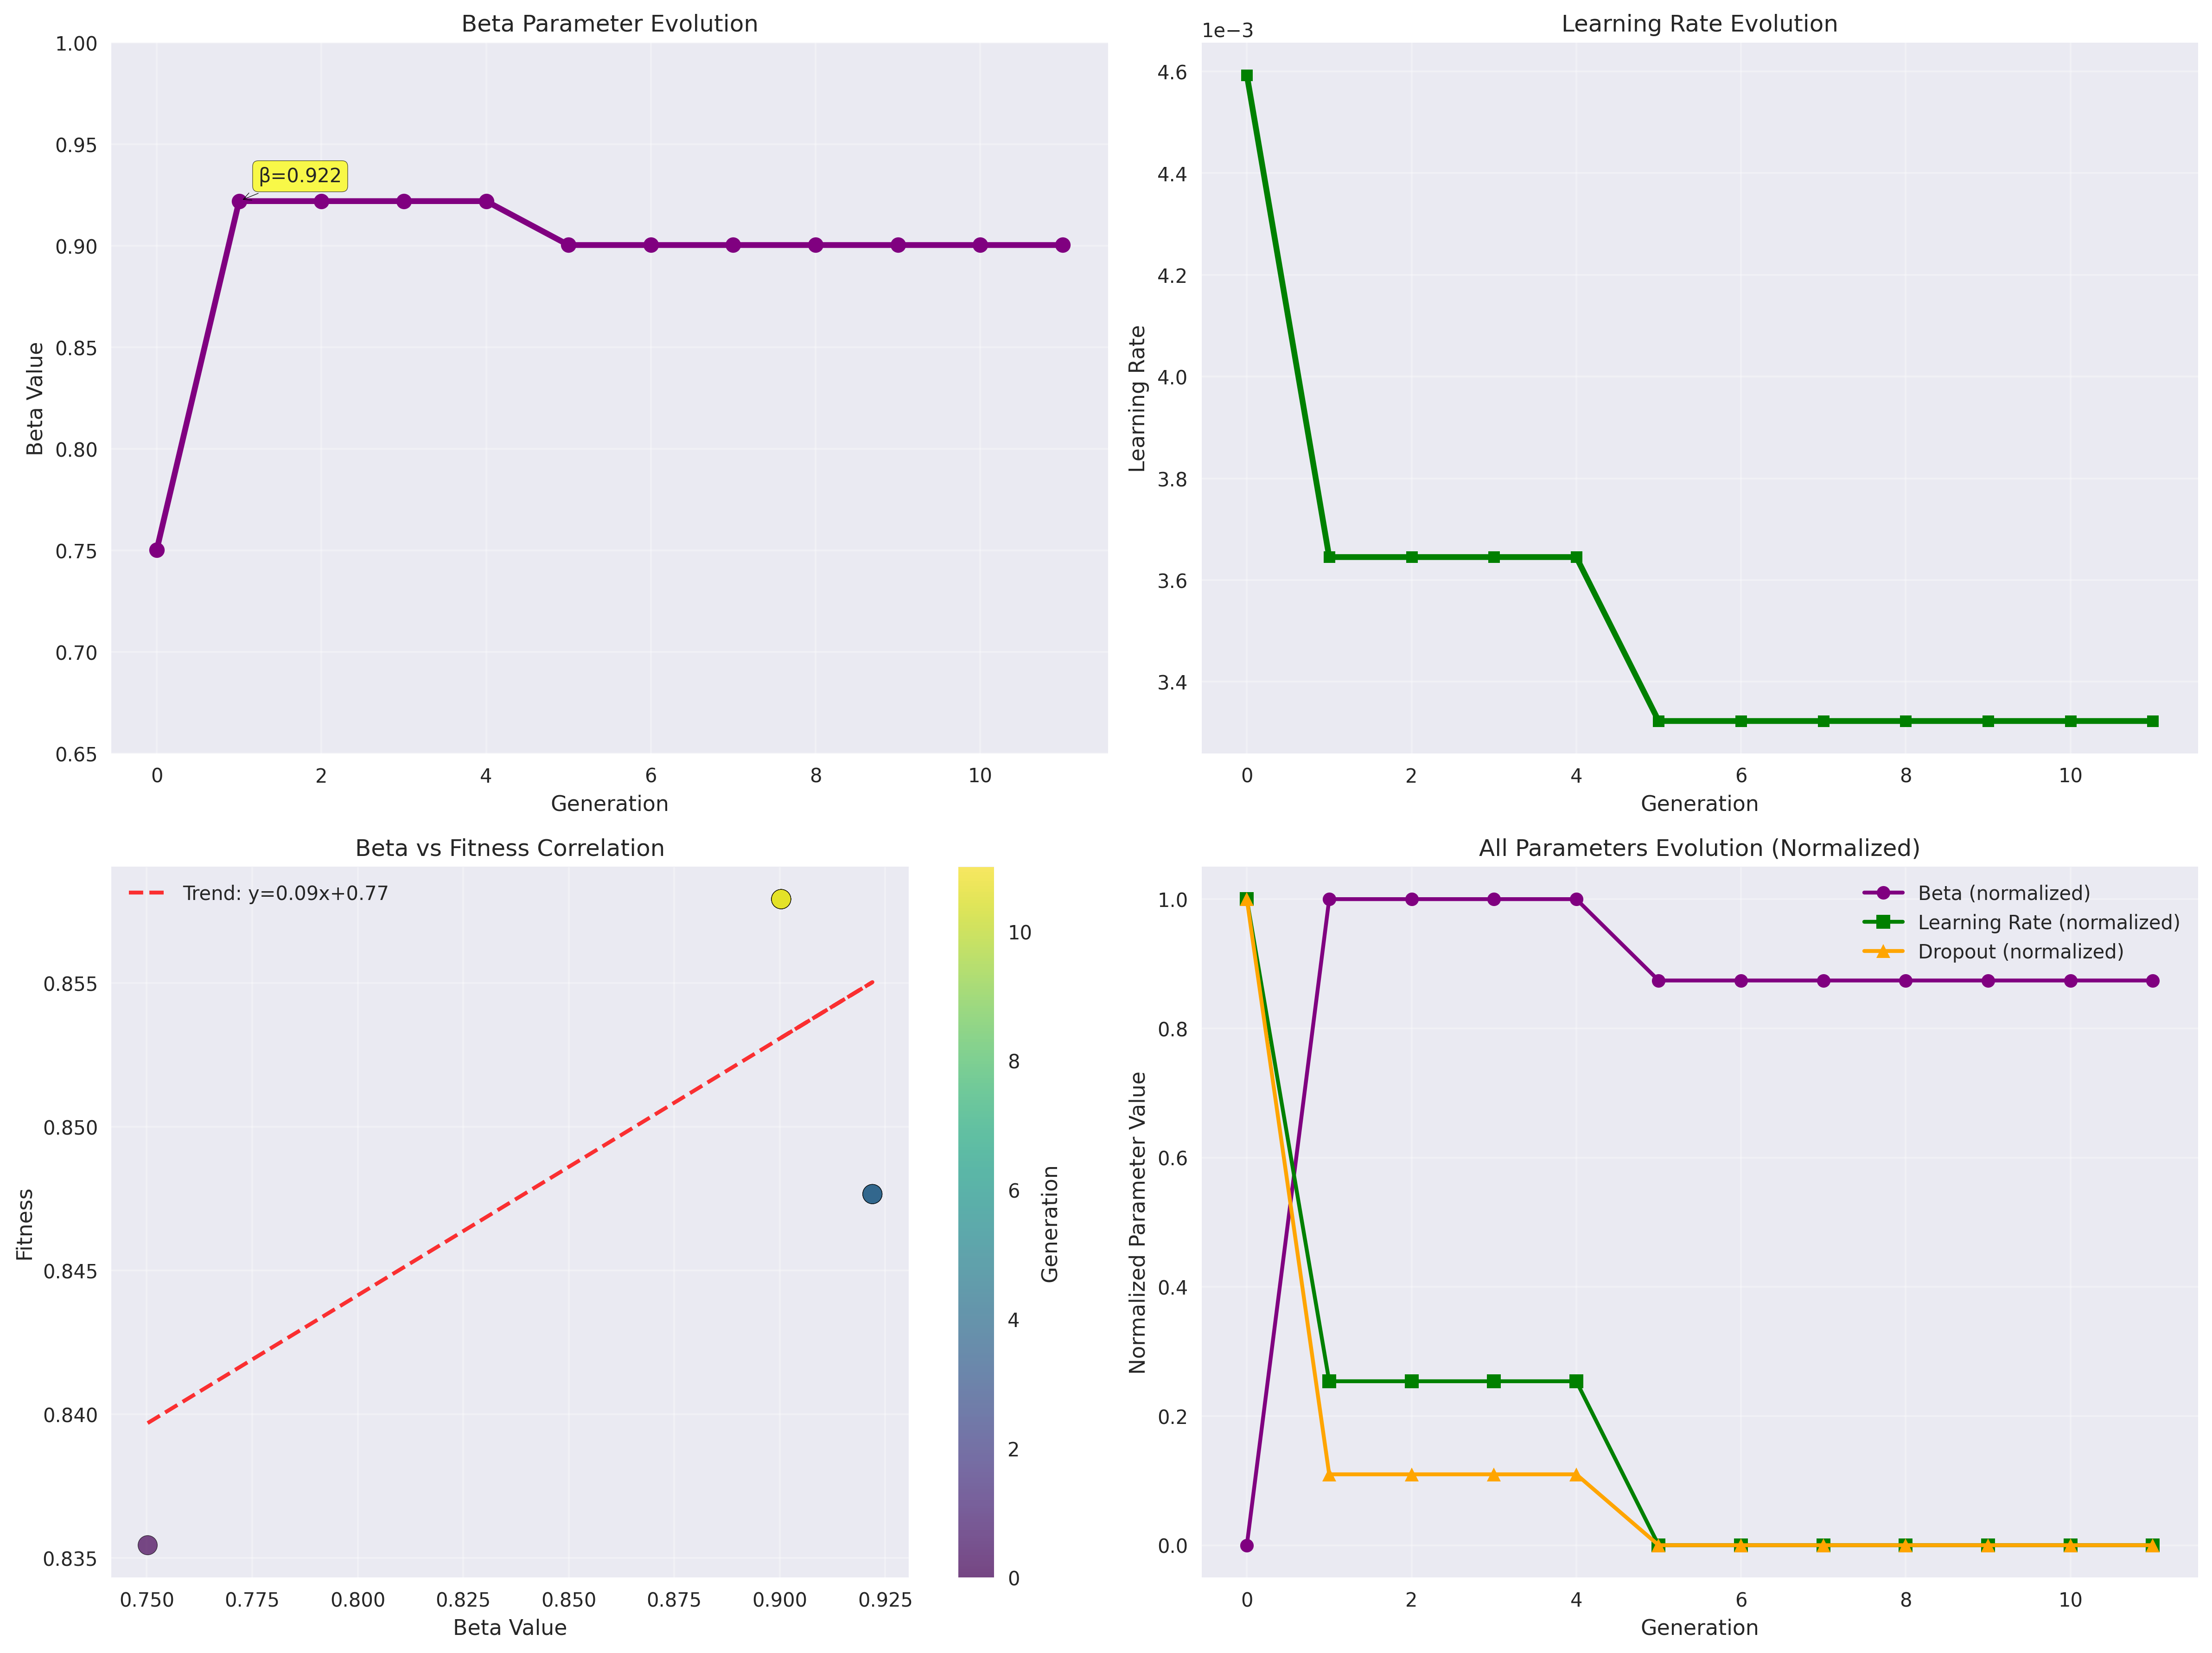 Beta Parameter Evolution
1.00
0.95
0.90
0.85
0.80
0.75
0.70
0.65
Beta Value
β=0.922
0 2 4 6 8 10
Generation
Learning Rate Evolution
1e−3
4.6
4.4
4.2
4.0
3.8
3.6
3.4
Learning Rate
0 2 4 6 8 10
Generation
Beta vs Fitness Correlation
Trend: y=0.09x+0.77
0.855
0.850
0.845
0.840
0.835
Fitness
0.750 0.775 0.800 0.825 0.850 0.875 0.900 0.925
Beta Value
10
8
6
4
2
0
Generation
All Parameters Evolution (Normalized)
Beta (normalized)
Learning Rate (normalized)
Dropout (normalized)
1.0
0.8
0.6
0.4
0.2
0.0
Normalized Parameter Value
0 2 4 6 8 10
Generation